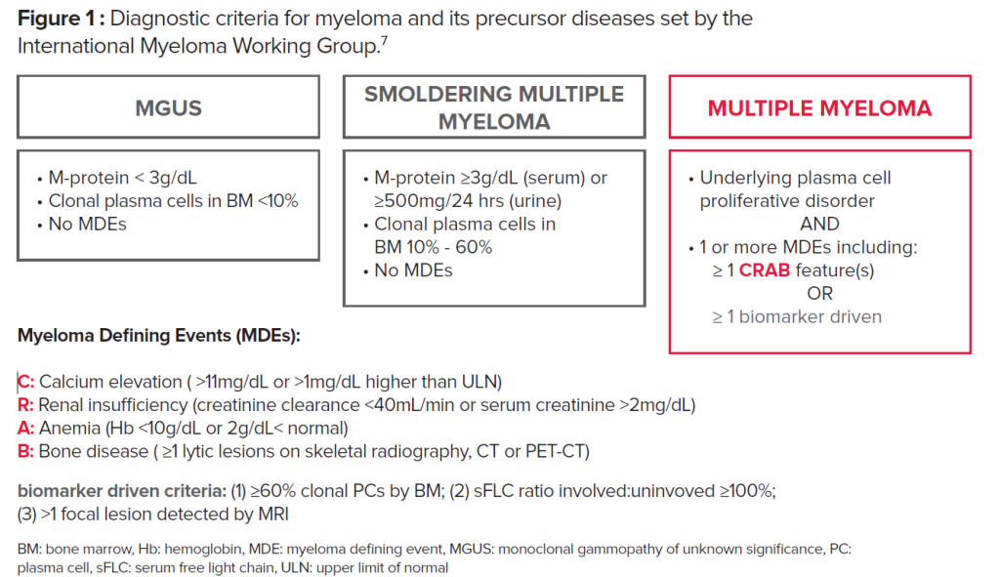 Figure 1 : Diagnostic criteria for myeloma and its precursor diseases set by the
International Myeloma Working Group.7
MGUS
• M-protein < 3g/dL
• Clonal plasma cells in BM <10%
• No MDEs
SMOLDERING MULTIPLE
MYELOMA
• M-protein ≥3g/dL (serum) or
≥500mg/24 hrs (urine)
• Clonal plasma cells in
BM 10% - 60%
• No MDEs
MULTIPLE MYELOMA
• Underlying plasma cell
proliferative disorder
AND
• 1 or more MDEs including:
≥ 1 CRAB feature(s)
OR
≥ 1 biomarker driven
Myeloma Defining Events (MDEs):
C: Calcium elevation ( >11mg/dL or >1mg/dL higher than ULN)
R: Renal insufficiency (creatinine clearance <40mL/min or serum creatinine >2mg/dL)
A: Anemia (Hb <10g/dL or 2g/dL< normal)
B: Bone disease ( ≥1 lytic lesions on skeletal radiography, CT or PET-CT)
biomarker driven criteria: (1) ≥60% clonal PCs by BM; (2) sFLC ratio involved:uninvoved ≥100%;
(3) >1 focal lesion detected by MRI
BM: bone marrow, Hb: hemoglobin, MDE: myeloma defining event, MGUS: monoclonal gammopathy of unknown significance, PC:
plasma cell, sFLC: serum free light chain, ULN: upper limit of normal